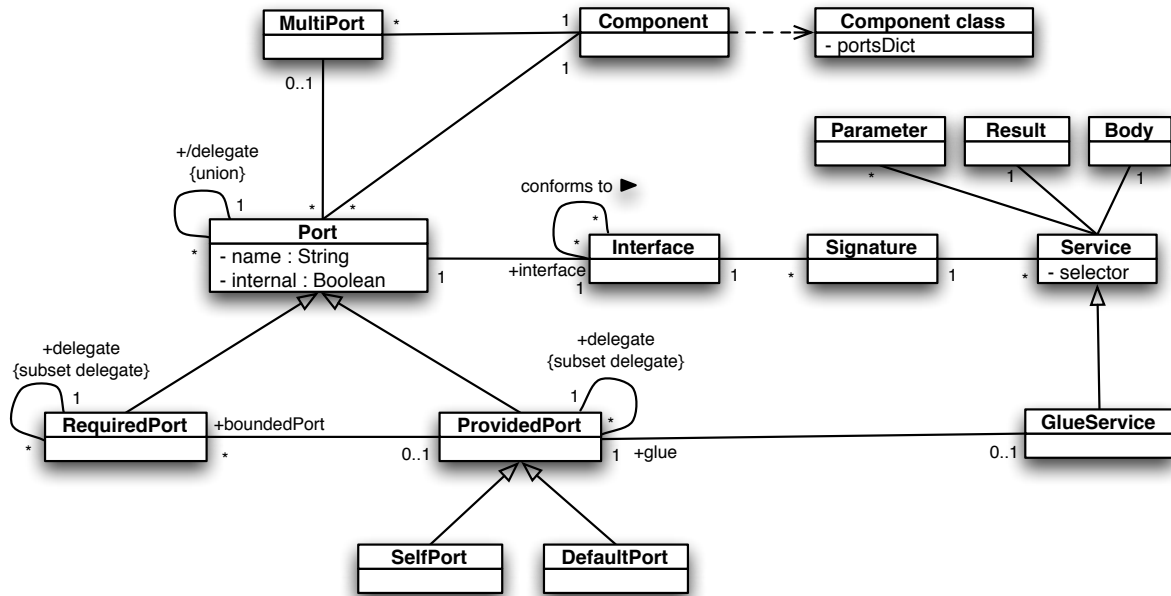 MultiPort
*
1
Component
1
Component class
- portsDict
0..1
Parameter
Result
Body
*
1
1
+/delegate
{union}
1
*
*
*
conforms to ►
*
*
Port
- name : String
- internal : Boolean
1
+interface
1
Interface
1
*
Signature
1
*
Service
- selector
+delegate
{subset delegate}
1
*
+delegate
{subset delegate}
1
*
RequiredPort
+boundedPort
*
ProvidedPort
0..1
1
+glue
GlueService
0..1
SelfPort
DefaultPort